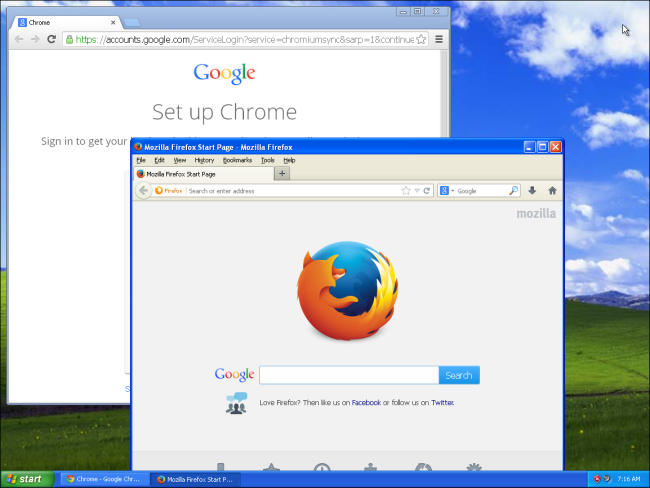 Chrome
https://accounts.google.com/ServiceLogin?service=chromiumsync&sarp=1&continue
Google
Set up Chrome
Sign in to get your
Mozilla Firefox Start Page - Mozilla Firefox
File Edit View History Bookmarks Tools Help
Mozilla Firefox Start Page
Firefox Search or enter address Google
mozilla
Google Search
Love Firefox? Then like us on Facebook or follow us on Twitter.
start Chrome - Google Chr... Mozilla Firefox Start P... 7:16 AM